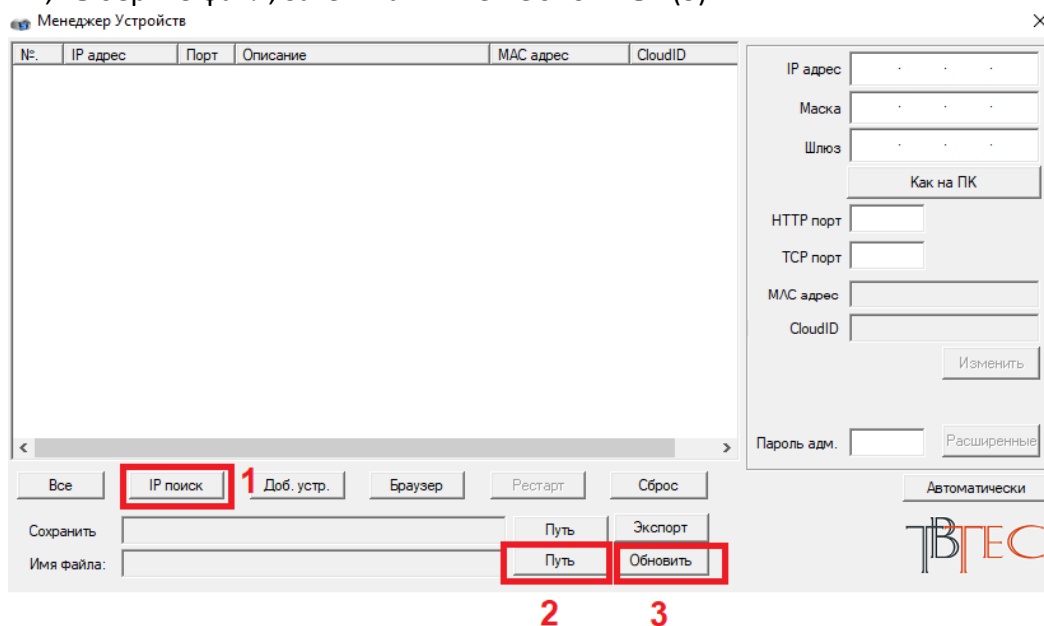 Менеджер Устройств
№. IP адрес Порт Описание MAC адрес CloudID
IP адрес
Маска
Шлюз
Как на ПК
HTTP порт
TCP порт
MAC адрес
CloudID
Изменить
Пароль адм. Расширенные
Все IP поиск 1 Доб. устр. Браузер Рестарт Сброс
Автоматически
Сохранить Путь Экспорт
Имя файла: Путь Обновить
TBTEC
2 3